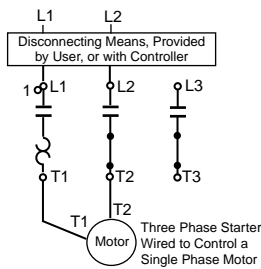 L1 L2
Disconnecting Means, Provided
by User, or with Controller
1 L1 L2 L3
T1 T2 T3
T1 T2
Motor
Three Phase Starter
Wired to Control a
Single Phase Motor